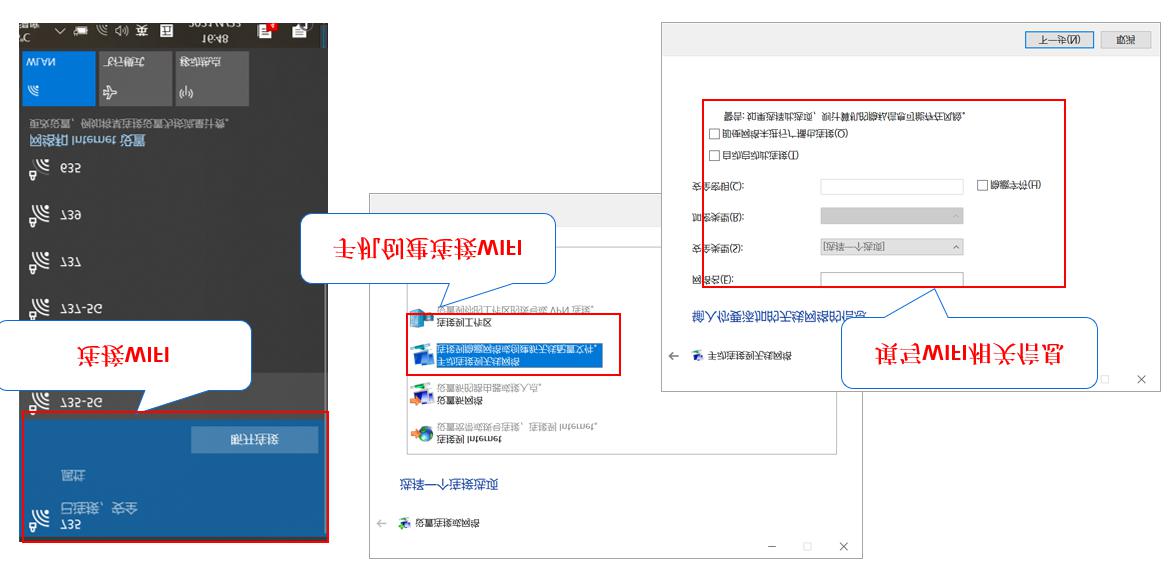 735
已连接，安全
属性
断开连接
735-5G
连接WIFI
737-5G
737
739
635
网络和 Internet 设置
更改设置，例如将某连接设置为按流量计费。
WLAN
飞行模式
移动热点
℃
英
16:48
设置连接或网络
选择一个连接选项
连接到 Internet
设置宽带或拨号连接，连接到 Internet。
设置新网络
设置新的路由器或接入点。
手动连接到无线网络
连接到隐藏网络或创建新无线配置文件。
连接到工作区
设置到你的工作区的拨号或 VPN 连接。
手机创建连接WIFI
手动连接到无线网络
输入你要添加的无线网络的信息
填写WIFI相关信息
网络名(E):
安全类型(S):
[选择一个选项]
加密类型(R):
安全密钥(C):
隐藏字符(H)
自动启动此连接(T)
即使网络未进行广播也连接(O)
警告: 如果选择此选项，则计算机的隐私信息可能存在风险。
下一步(N)
取消